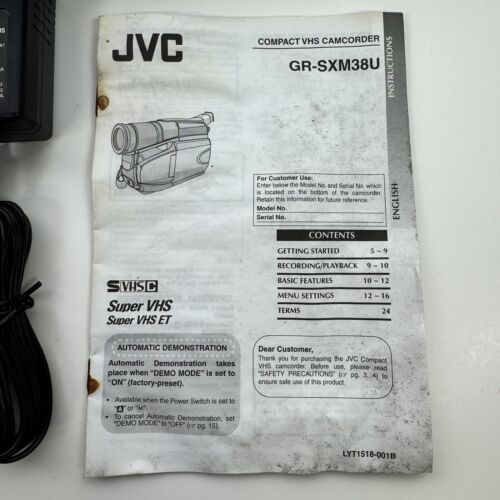 JVC
COMPACT VHS CAMCORDER
GR-SXM38U
INSTRUCTIONS
ENGLISH
For Customer Use:
Enter below the Model No. and Serial No. which
is located on the bottom of the camcorder.
Retain this information for future reference.
Model No.
Serial No.
CONTENTS
GETTING STARTED 5 ~ 9
RECORDING/PLAYBACK 9 ~ 10
BASIC FEATURES 10 ~ 12
MENU SETTINGS 12 ~ 16
TERMS 24
S VHS C
Super VHS
Super VHS ET
AUTOMATIC DEMONSTRATION
Automatic Demonstration takes
place when "DEMO MODE" is set to
"ON" (factory-preset).
• Available when the Power Switch is set to
"A" or "M".
• To cancel Automatic Demonstration, set
"DEMO MODE" to "OFF" (☞ pg. 15).
Dear Customer,
Thank you for purchasing the JVC Compact
VHS camcorder. Before use, please read
"SAFETY PRECAUTIONS" (☞ pg. 3, 4) to
ensure safe use of this product.
LYT1518-001B